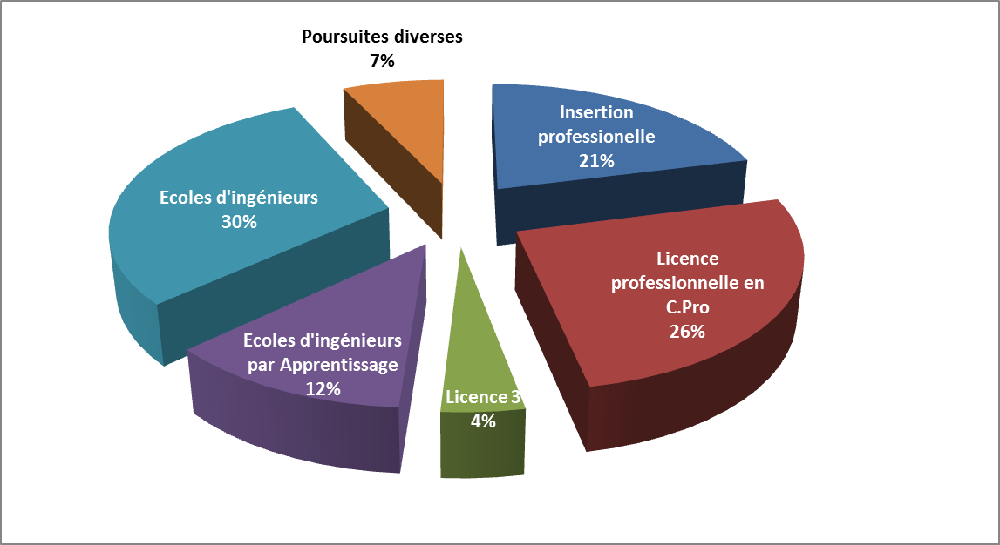 Poursuites diverses
7%
Insertion
professionelle
21%
Ecoles d'ingénieurs
30%
Licence
professionnelle en
C.Pro
26%
Ecoles d'ingénieurs
par Apprentissage
12%
Licence 3
4%